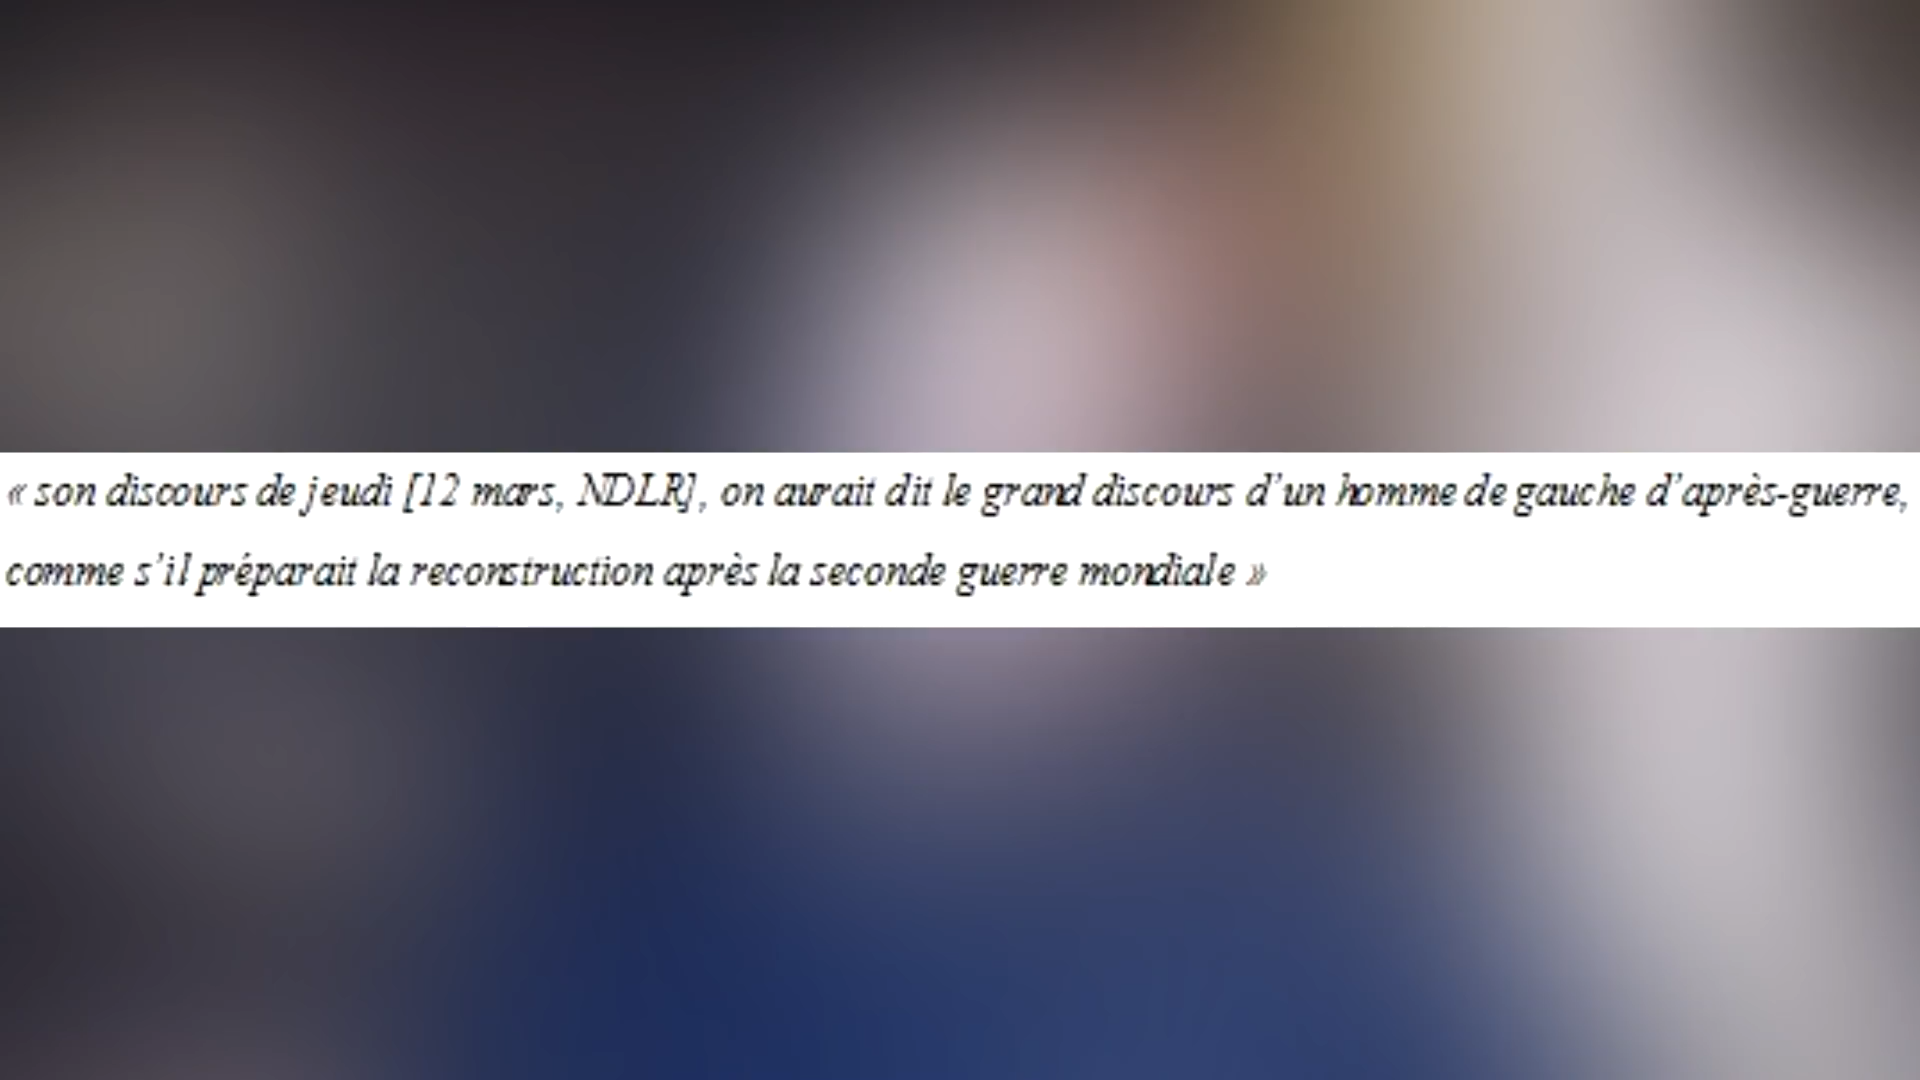 « son discours de jeudi [12 mars, NDLR], on aurait dit le grand discours d’un homme de gauche d’après-guerre,
comme s’il préparait la reconstruction après la seconde guerre mondiale »